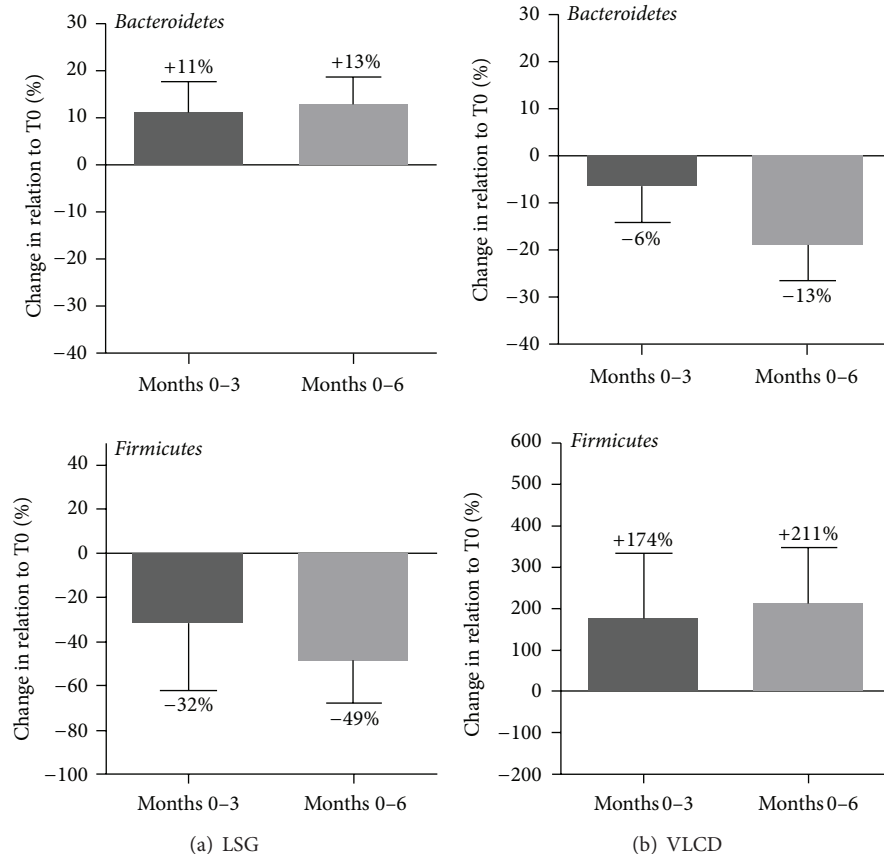 Bacteroidetes
Change in relation to T0 (%)
30
20
10
0
−10
−20
−30
−40
+11%
+13%
Months 0–3
Months 0–6
Bacteroidetes
Change in relation to T0 (%)
30
20
10
0
−10
−20
−30
−40
−6%
−13%
Months 0–3
Months 0–6
Firmicutes
Change in relation to T0 (%)
40
20
0
−20
−40
−60
−80
−100
−32%
−49%
Months 0–3
Months 0–6
(a) LSG
Firmicutes
Change in relation to T0 (%)
600
500
400
300
200
100
0
−100
−200
+174%
+211%
Months 0–3
Months 0–6
(b) VLCD